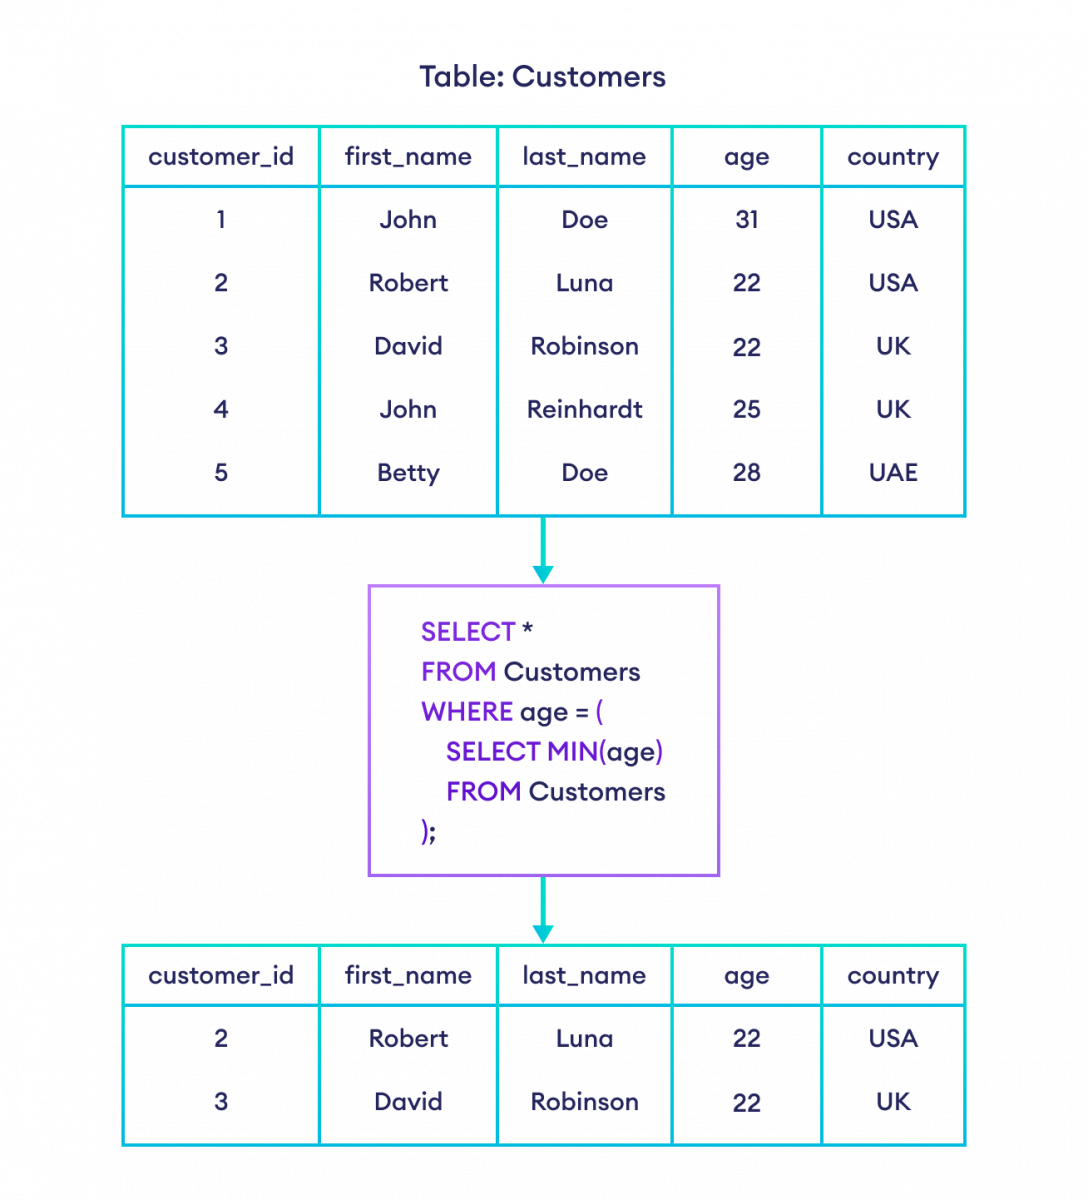 Table: Customers
customer_id first_name last_name age country
1 John Doe 31 USA
2 Robert Luna 22 USA
3 David Robinson 22 UK
4 John Reinhardt 25 UK
5 Betty Doe 28 UAE
SELECT *
FROM Customers
WHERE age = (
SELECT MIN(age)
FROM Customers
);
customer_id first_name last_name age country
2 Robert Luna 22 USA
3 David Robinson 22 UK